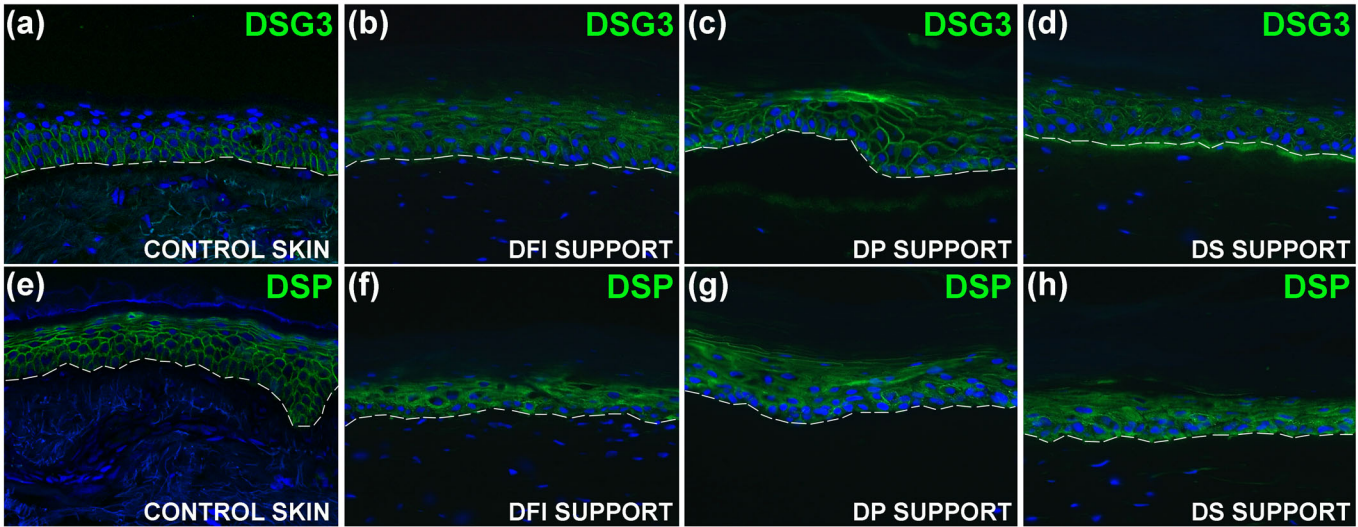 (a) DSG3
CONTROL SKIN
(b) DSG3
DFI SUPPORT
(c) DSG3
DP SUPPORT
(d) DSG3
DS SUPPORT
(e) DSP
CONTROL SKIN
(f) DSP
DFI SUPPORT
(g) DSP
DP SUPPORT
(h) DSP
DS SUPPORT